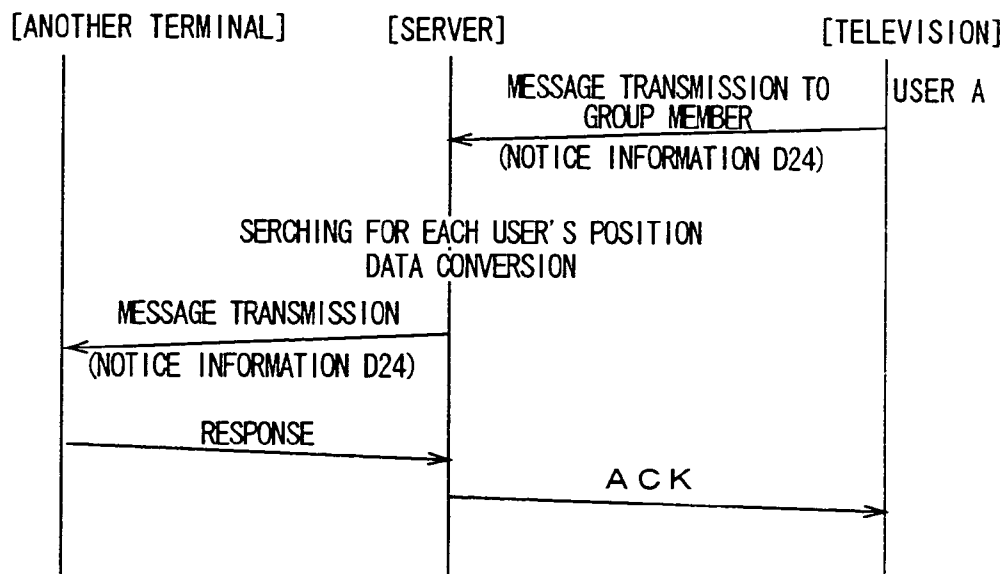 [ANOTHER TERMINAL] [SERVER] [TELEVISION]
USER A
MESSAGE TRANSMISSION TO
GROUP MEMBER
(NOTICE INFORMATION D24)
SERCHING FOR EACH USER'S POSITION
DATA CONVERSION
MESSAGE TRANSMISSION
(NOTICE INFORMATION D24)
RESPONSE
ACK